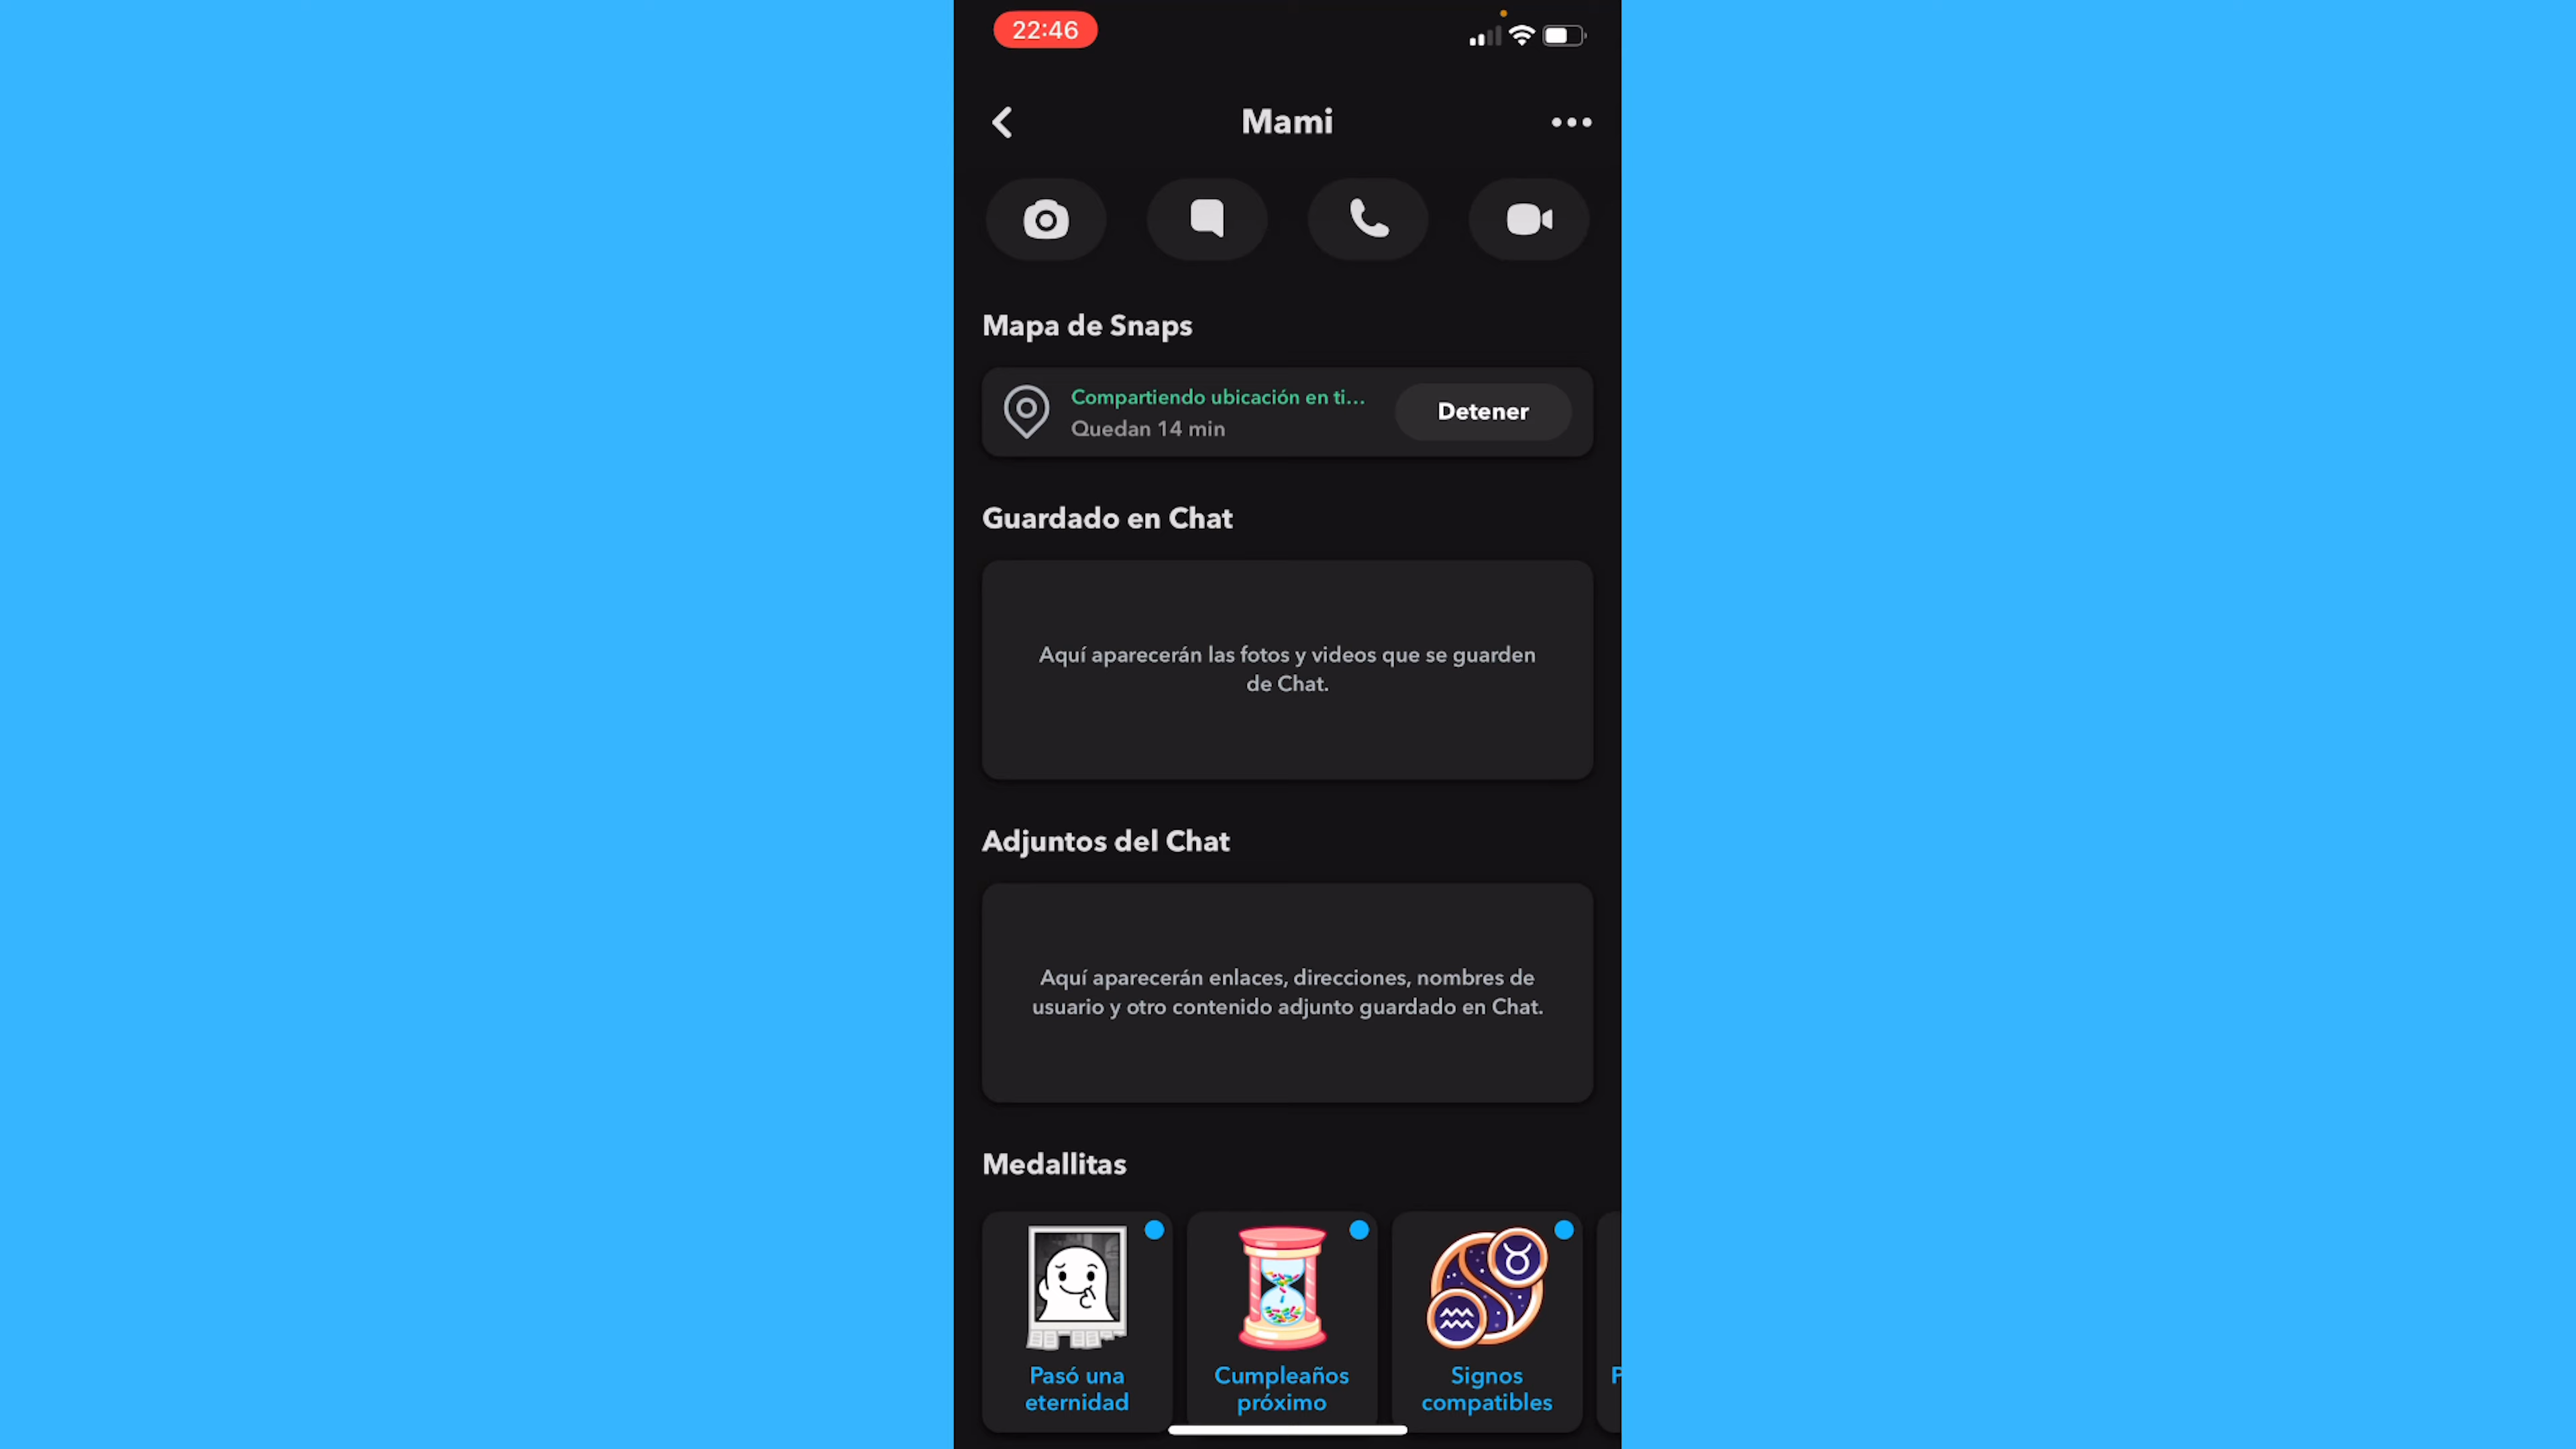 22:46
Mami
Mapa de Snaps
Compartiendo ubicación en ti...
Quedan 14 min
Detener
Guardado en Chat
Aquí aparecerán las fotos y videos que se guarden
de Chat.
Adjuntos del Chat
Aquí aparecerán enlaces, direcciones, nombres de
usuario y otro contenido adjunto guardado en Chat.
Medallitas
Pasó una
eternidad
Cumpleaños
próximo
Signos
compatibles